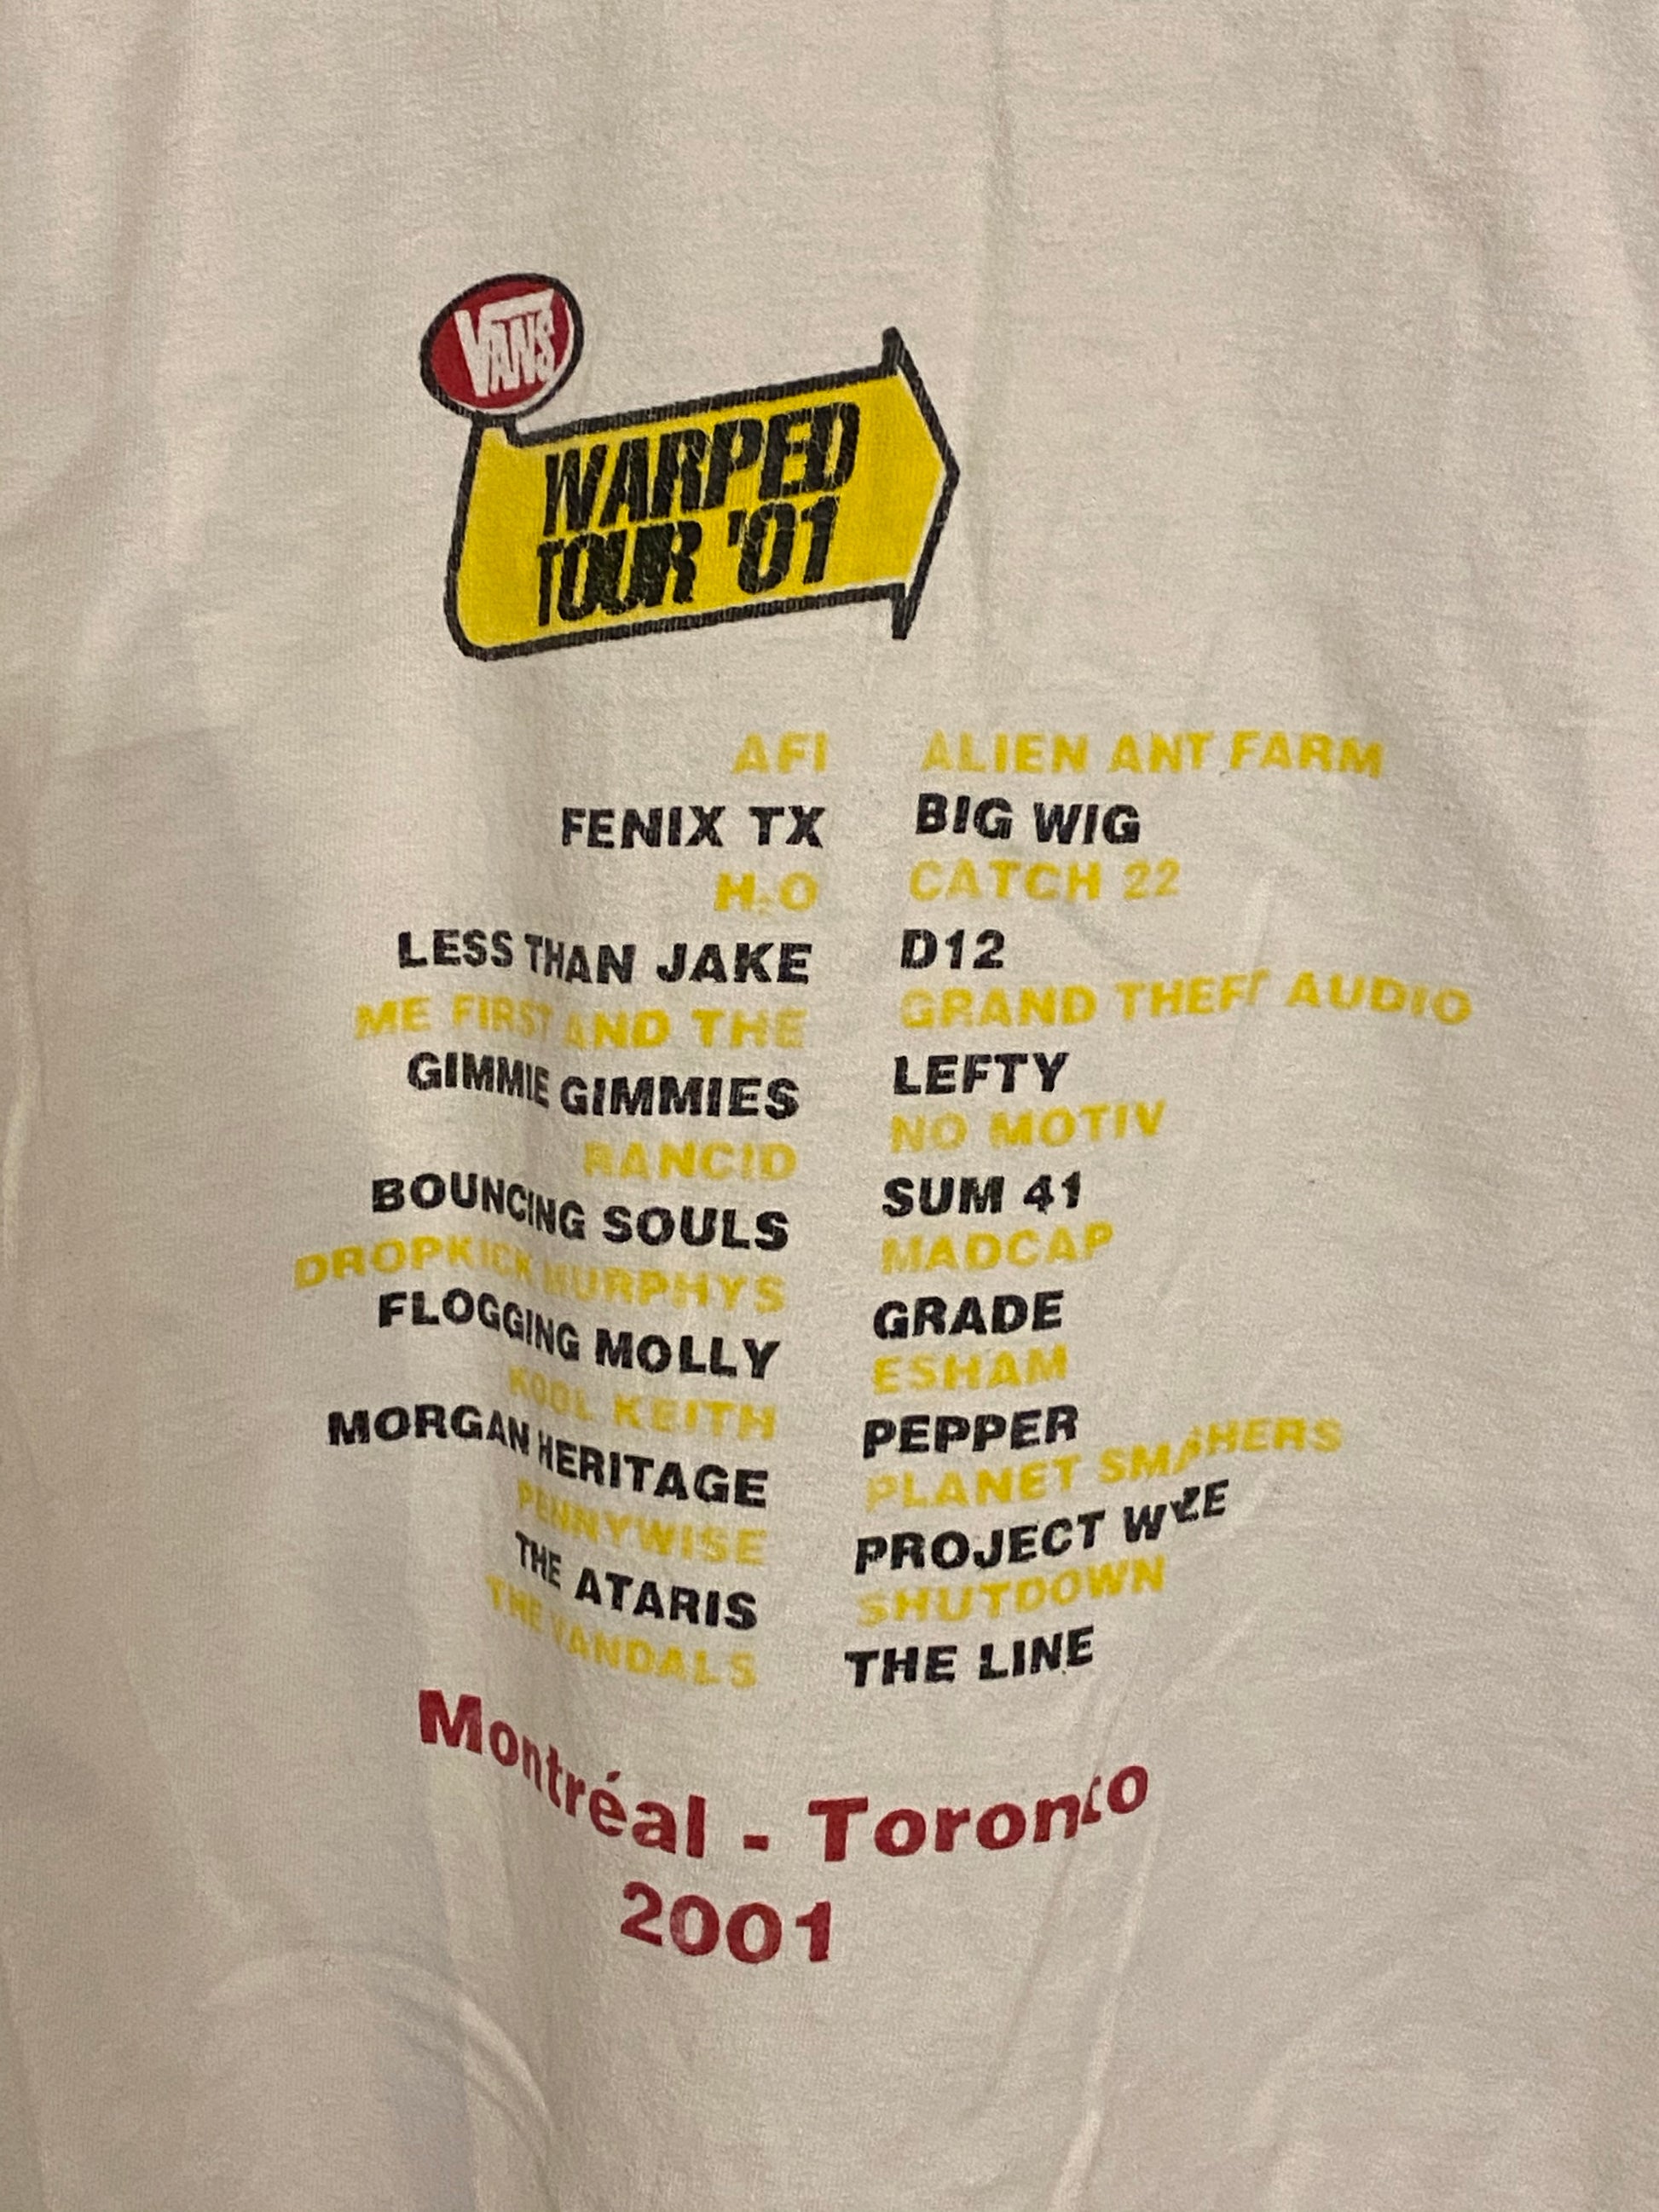 VANS
WARPED
TOUR '01
AFI
FENIX TX
H2O
LESS THAN JAKE
ME FIRST AND THE
GIMMIE GIMMIES
RANCID
BOUNCING SOULS
DROPKICK MURPHYS
FLOGGING MOLLY
KOOL KEITH
MORGAN HERITAGE
PENNYWISE
THE ATARIS
THE VANDALS
ALIEN ANT FARM
BIG WIG
CATCH 22
D12
GRAND THEFT AUDIO
LEFTY
NO MOTIV
SUM 41
MADCAP
GRADE
ESHAM
PEPPER
PLANET SMASHERS
PROJECT WYZE
SHUTDOWN
THE LINE
Montréal - Toronto
2001